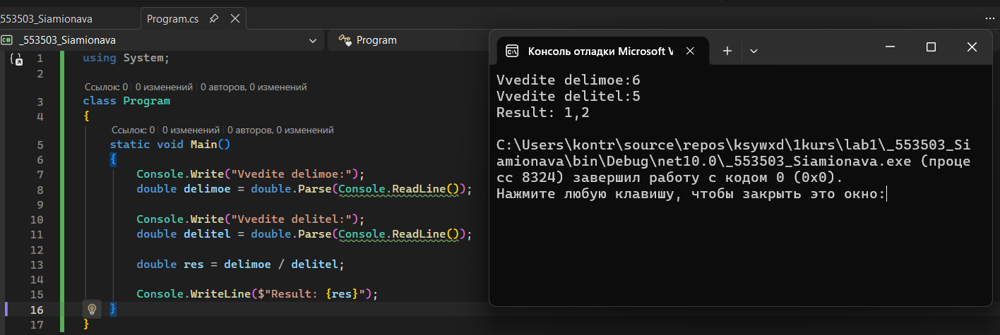 _553503_Siamionava
Program.cs
_553503_Siamionava
Program
1 using System;
2
Ссылок: 0 | 0 изменений | 0 авторов, 0 изменений
3 class Program
4 {
Ссылок: 0 | 0 изменений | 0 авторов, 0 изменений
5 static void Main()
6 {
7 Console.Write("Vvedite delimoe:");
8 double delimoe = double.Parse(Console.ReadLine());
9
10 Console.Write("Vvedite delitel:");
11 double delitel = double.Parse(Console.ReadLine());
12
13 double res = delimoe / delitel;
14
15 Console.WriteLine($"Result: {res}");
16 }
17 }
Консоль отладки Microsoft V
Vvedite delimoe:6
Vvedite delitel:5
Result: 1,2
C:\Users\kontr\source\repos\ksywxd\1kurs\lab1\_553503_Si
amionava\bin\Debug\net10.0\_553503_Siamionava.exe (проце
сс 8324) завершил работу с кодом 0 (0x0).
Нажмите любую клавишу, чтобы закрыть это окно: